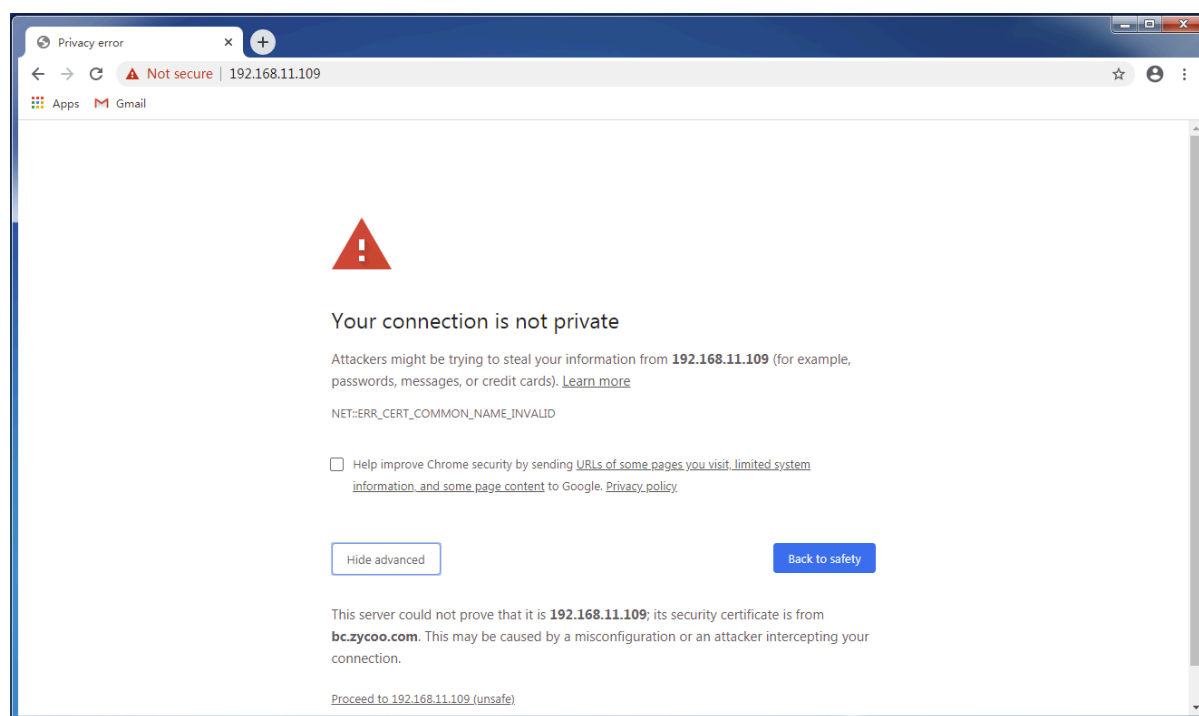 Privacy error
Not secure | 192.168.11.109
Apps Gmail
Your connection is not private
Attackers might be trying to steal your information from 192.168.11.109 (for example,
passwords, messages, or credit cards). Learn more
NET::ERR_CERT_COMMON_NAME_INVALID
Help improve Chrome security by sending URLs of some pages you visit, limited system
information, and some page content to Google. Privacy policy
Hide advanced Back to safety
This server could not prove that it is 192.168.11.109; its security certificate is from
bc.zycoo.com. This may be caused by a misconfiguration or an attacker intercepting your
connection.
Proceed to 192.168.11.109 (unsafe)